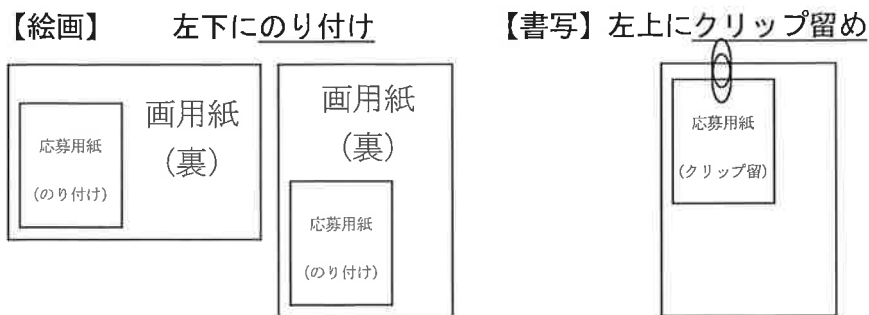 【絵画】 左下にのり付け
画用紙
(裏)
応募用紙
(のり付け)
画用紙
(裏)
応募用紙
(のり付け)
【書写】左上にクリップ留め
応募用紙
(クリップ留)